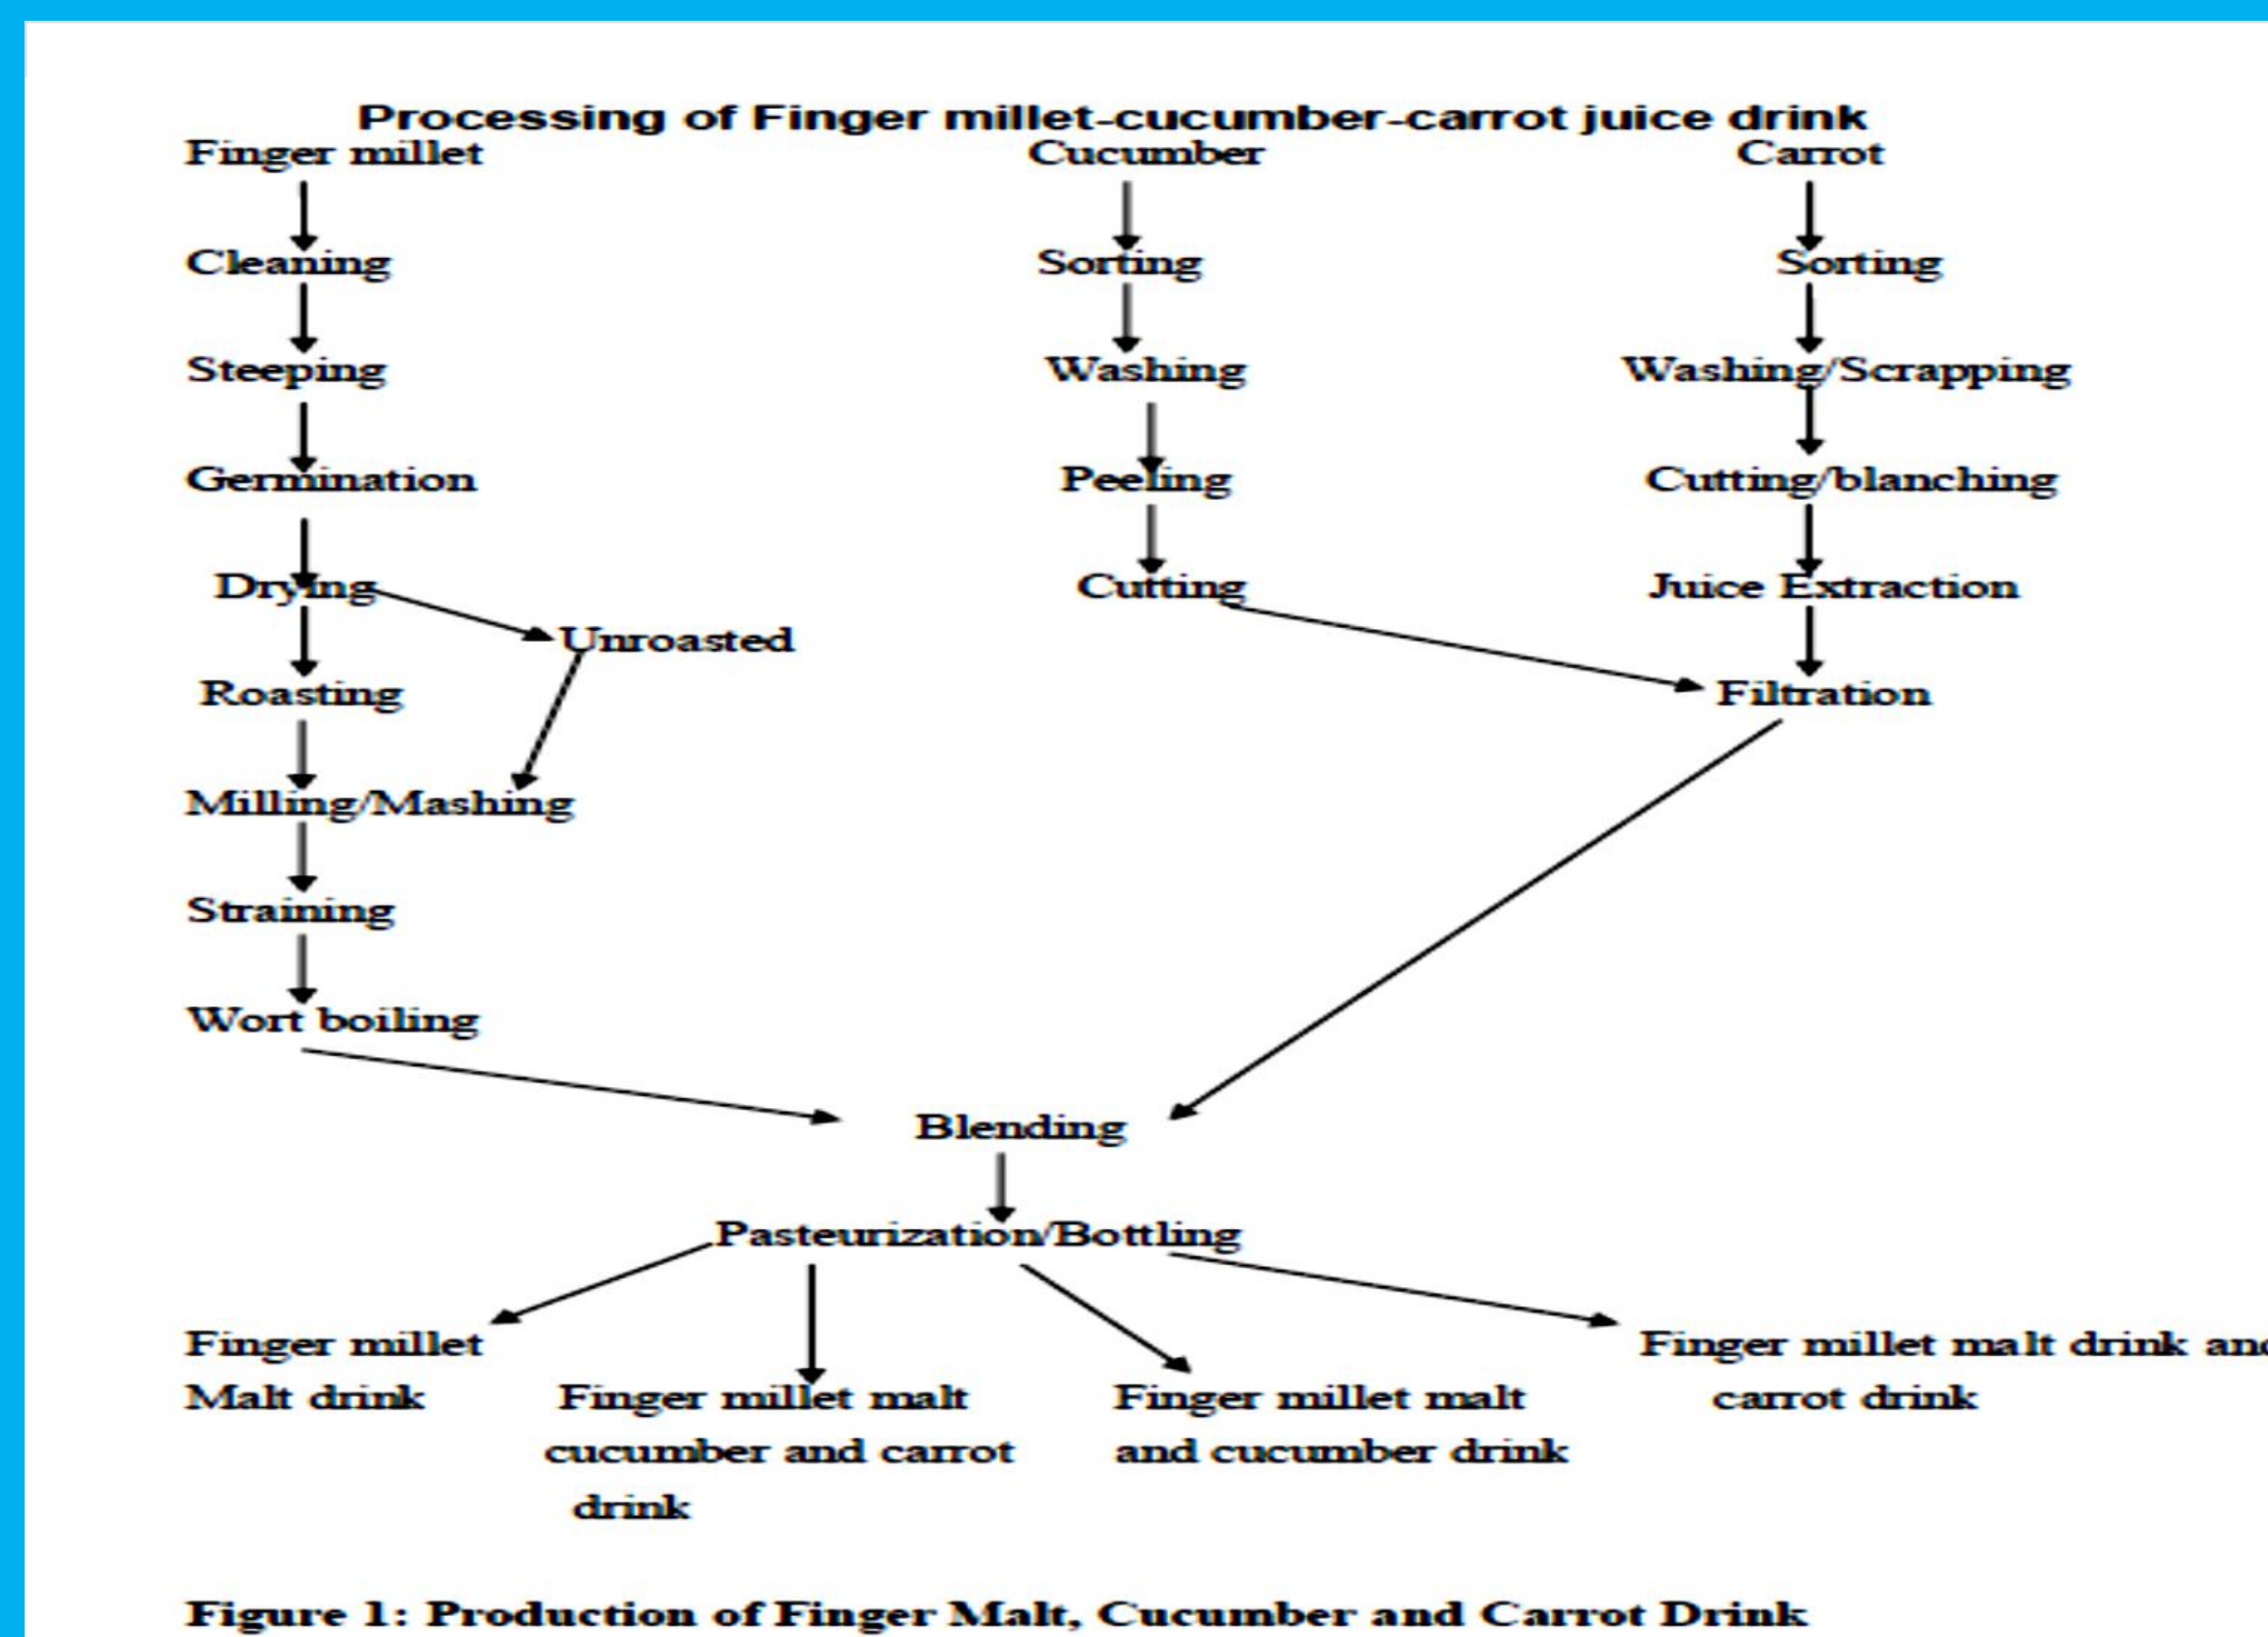 Processing of Finger millet-cucumber-carrot juice drink
Finger millet Cucumber Carrot
Cleaning Sorting Sorting
Steeping Washing Washing/Scrapping
Germination Peeling Cutting/blanching
Drying Cutting Juice Extraction
Unroasted
Roasting Filtration
Milling/Mashing
Straining
Wort boiling
Blending
Pasteurization/Bottling
Finger millet
Malt drink
Finger millet malt
cucumber and carrot
drink
Finger millet malt
and cucumber drink
Finger millet malt drink
carrot drink
Figure 1: Production of Finger Malt, Cucumber and Carrot Drink